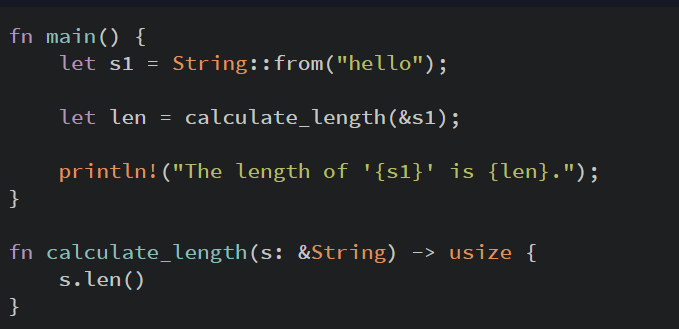 fn main() {
    let s1 = String::from("hello");

    let len = calculate_length(&s1);

    println!("The length of '{s1}' is {len}.");
}

fn calculate_length(s: &String) -> usize {
    s.len()
}